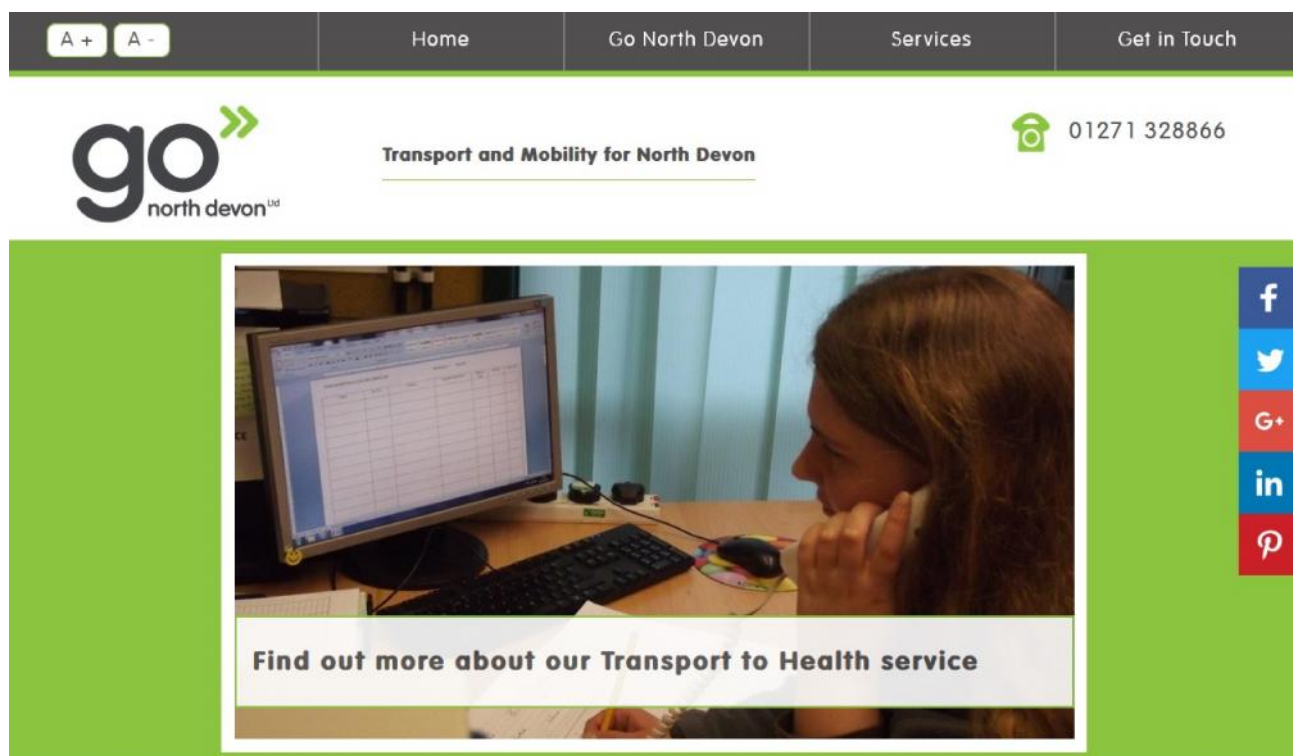 A +
A -
Home
Go North Devon
Services
Get in Touch
go
north devon Ltd
Transport and Mobility for North Devon
01271 328866
f
G+
in
Find out more about our Transport to Health service